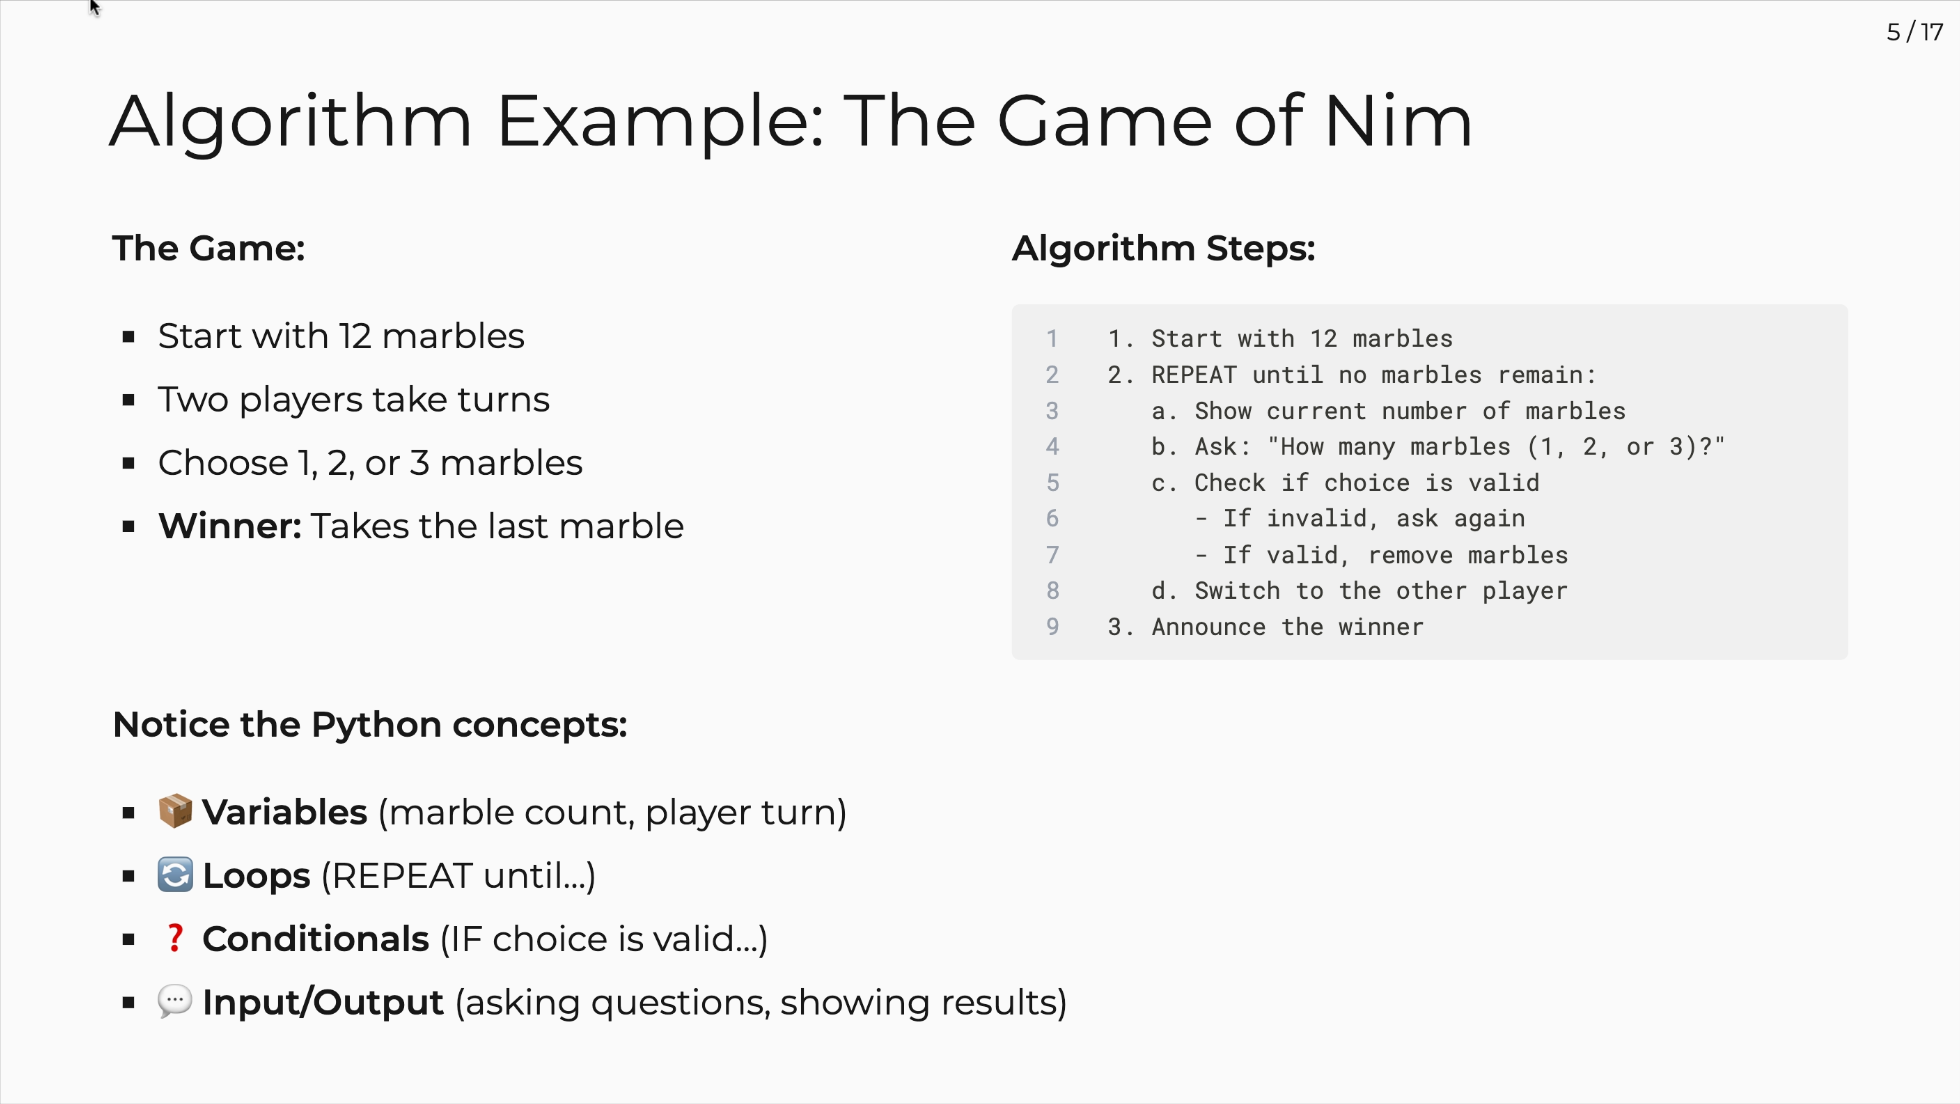 5 / 17
Algorithm Example: The Game of Nim
The Game:
▪ Start with 12 marbles
▪ Two players take turns
▪ Choose 1, 2, or 3 marbles
▪ Winner: Takes the last marble
Algorithm Steps:
1 1. Start with 12 marbles
2 2. REPEAT until no marbles remain:
3 a. Show current number of marbles
4 b. Ask: "How many marbles (1, 2, or 3)?"
5 c. Check if choice is valid
6 - If invalid, ask again
7 - If valid, remove marbles
8 d. Switch to the other player
9 3. Announce the winner
Notice the Python concepts:
▪ 📦 Variables (marble count, player turn)
▪ 🔄 Loops (REPEAT until...)
▪ ❓ Conditionals (IF choice is valid...)
▪ 💬 Input/Output (asking questions, showing results)